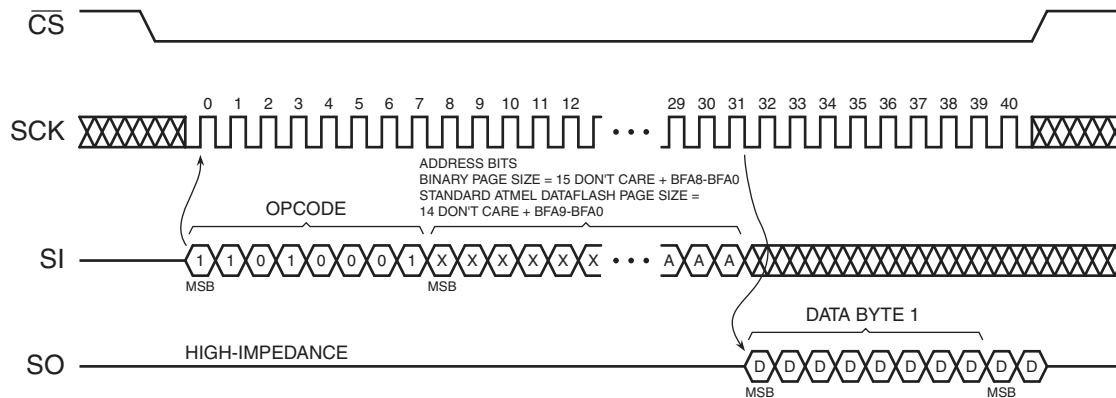 CS
0 1 2 3 4 5 6 7 8 9 10 11 12 29 30 31 32 33 34 35 36 37 38 39 40
SCK
ADDRESS BITS
BINARY PAGE SIZE = 15 DON'T CARE + BFA8-BFA0
STANDARD ATMEL DATAFLASH PAGE SIZE =
14 DON'T CARE + BFA9-BFA0
OPCODE
SI 1 1 0 1 0 0 0 1 X X X X X X A A A
MSB MSB
DATA BYTE 1
HIGH-IMPEDANCE
SO D D D D D D D D D D
MSB MSB